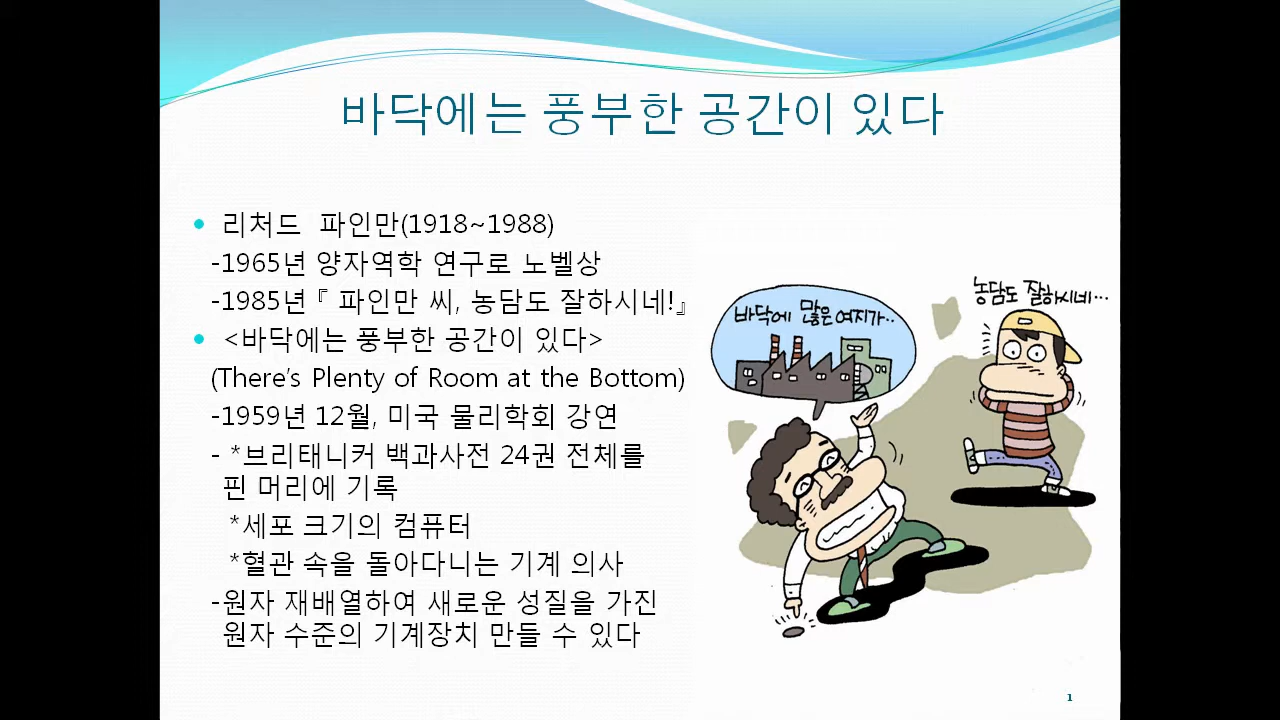 바닥에는 풍부한 공간이 있다
• 리처드 파인만(1918~1988)
-1965년 양자역학 연구로 노벨상
-1985년 『 파인만 씨, 농담도 잘하시네!』
• <바닥에는 풍부한 공간이 있다>
(There's Plenty of Room at the Bottom)
-1959년 12월, 미국 물리학회 강연
- *브리태니커 백과사전 24권 전체를
핀 머리에 기록
*세포 크기의 컴퓨터
*혈관 속을 돌아다니는 기계 의사
-원자 재배열하여 새로운 성질을 가진
원자 수준의 기계장치 만들 수 있다
바닥에 많은 여지가..
농담도 잘하시네...
1